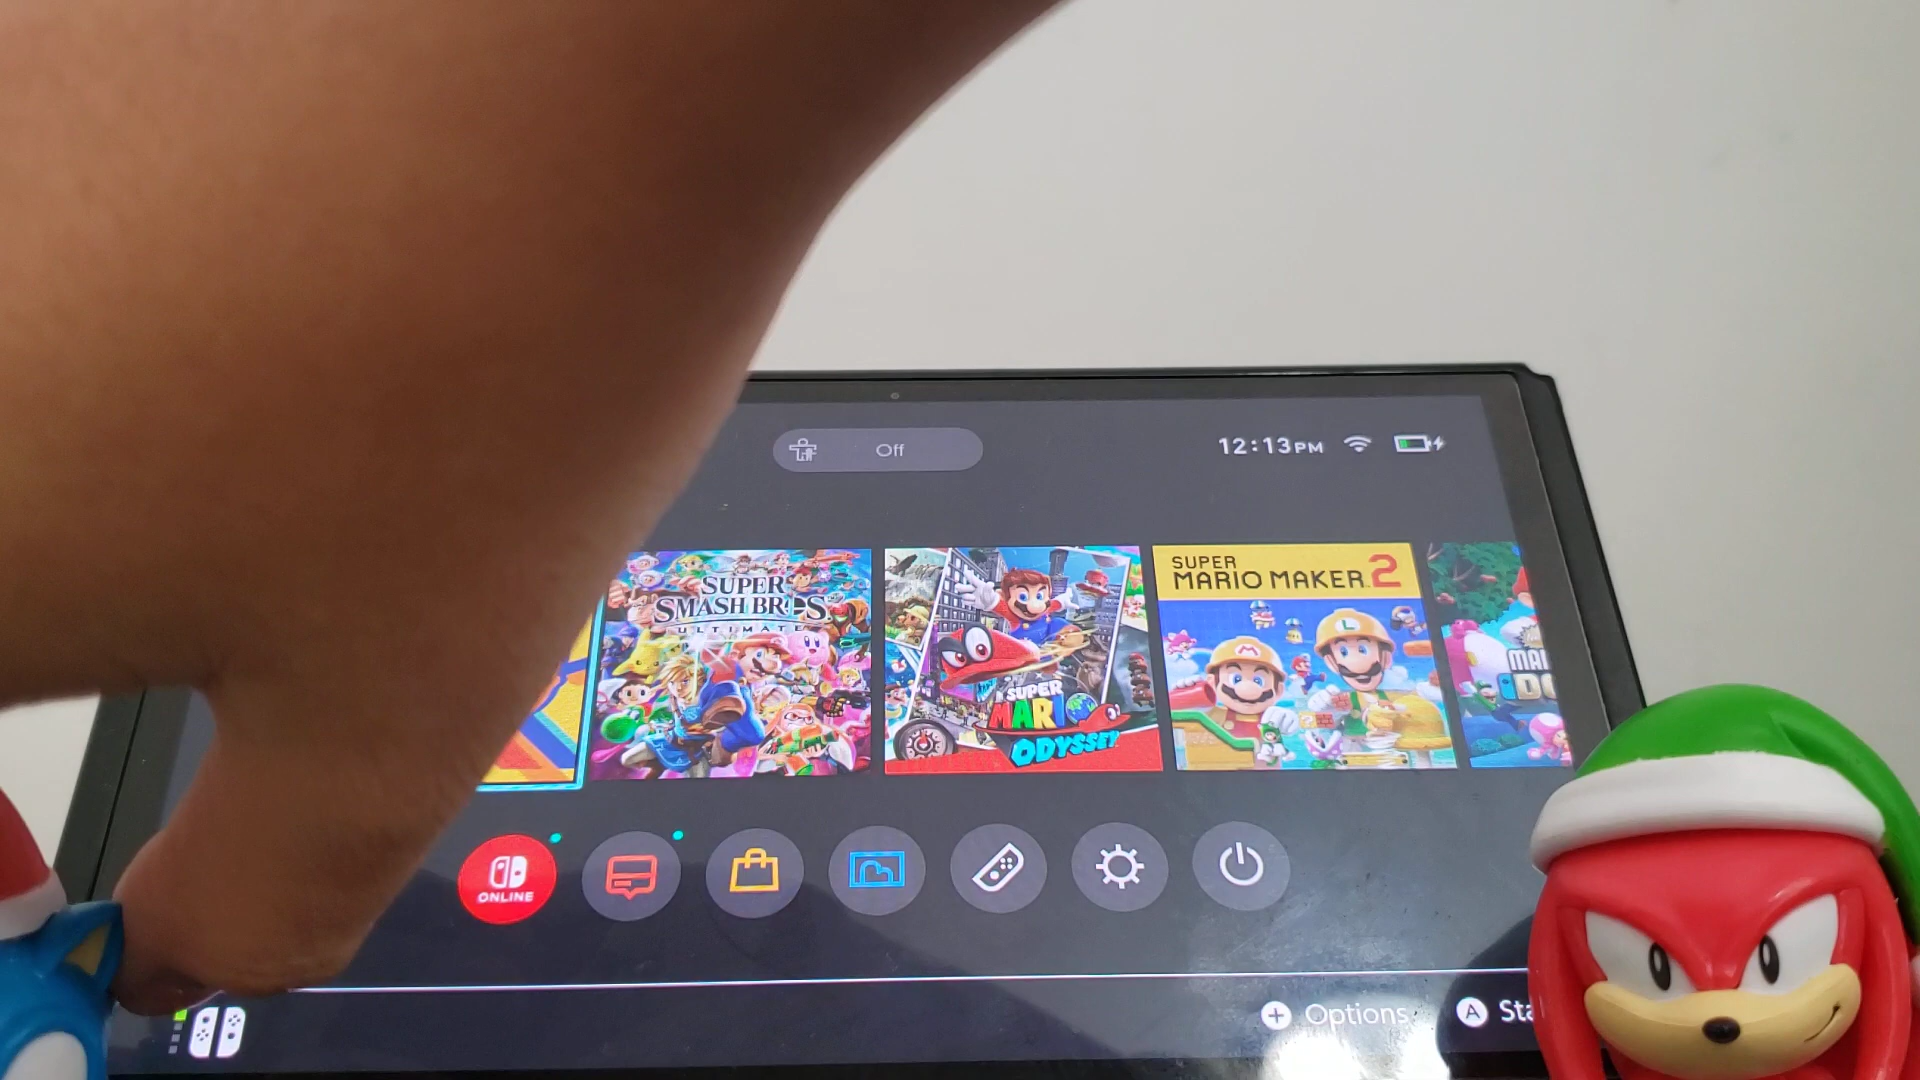 Off
12:13PM
SUPER
SMASH BROS
ULTIMATE
SUPER
MARIO
ODYSSEY
SUPER
MARIO MAKER 2
L
M
ONLINE
+ Options
A